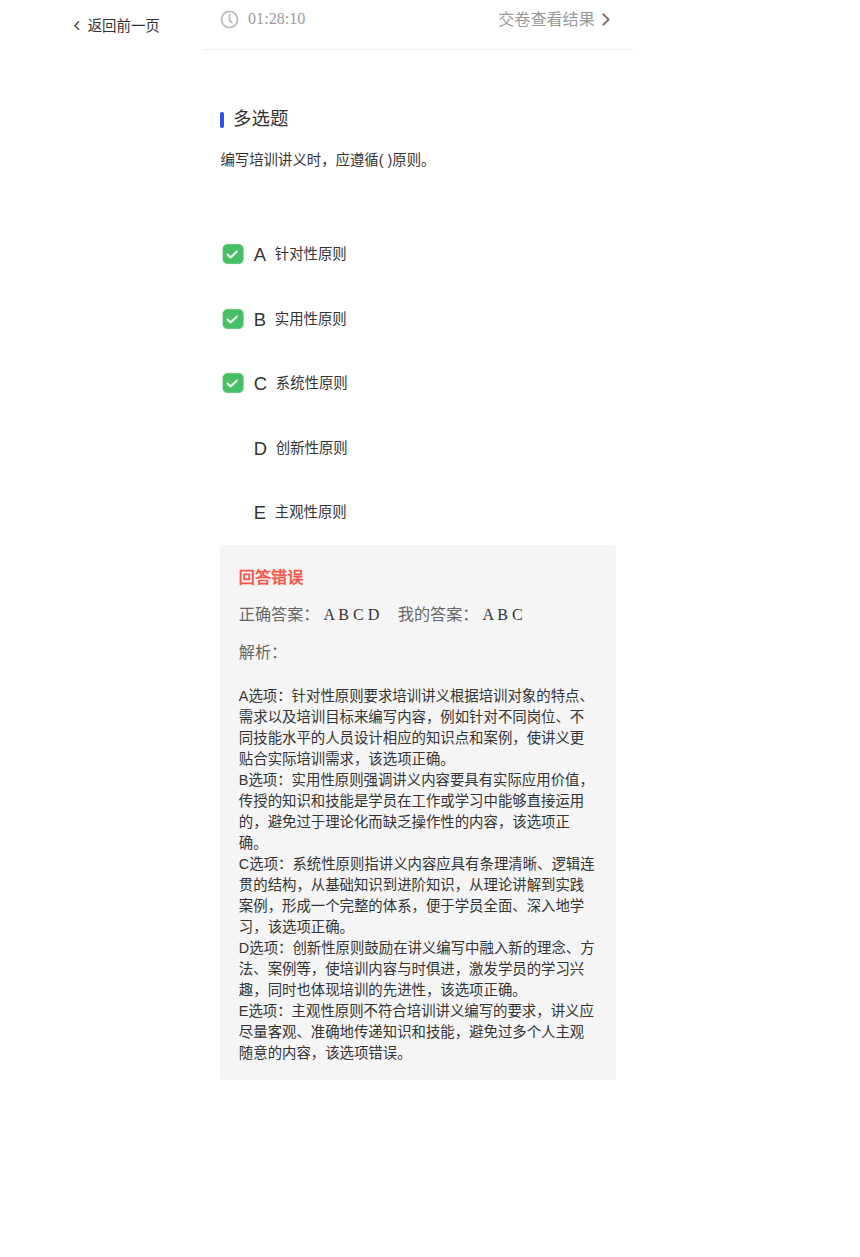 返回前一页
01:28:10 交卷查看结果
多选题
编写培训讲义时，应遵循( )原则。
A 针对性原则
B 实用性原则
C 系统性原则
D 创新性原则
E 主观性原则
回答错误
正确答案： A B C D 我的答案： A B C
解析：
A选项：针对性原则要求培训讲义根据培训对象的特点、
需求以及培训目标来编写内容，例如针对不同岗位、不
同技能水平的人员设计相应的知识点和案例，使讲义更
贴合实际培训需求，该选项正确。
B选项：实用性原则强调讲义内容要具有实际应用价值，
传授的知识和技能是学员在工作或学习中能够直接运用
的，避免过于理论化而缺乏操作性的内容，该选项正
确。
C选项：系统性原则指讲义内容应具有条理清晰、逻辑连
贯的结构，从基础知识到进阶知识，从理论讲解到实践
案例，形成一个完整的体系，便于学员全面、深入地学
习，该选项正确。
D选项：创新性原则鼓励在讲义编写中融入新的理念、方
法、案例等，使培训内容与时俱进，激发学员的学习兴
趣，同时也体现培训的先进性，该选项正确。
E选项：主观性原则不符合培训讲义编写的要求，讲义应
尽量客观、准确地传递知识和技能，避免过多个人主观
随意的内容，该选项错误。